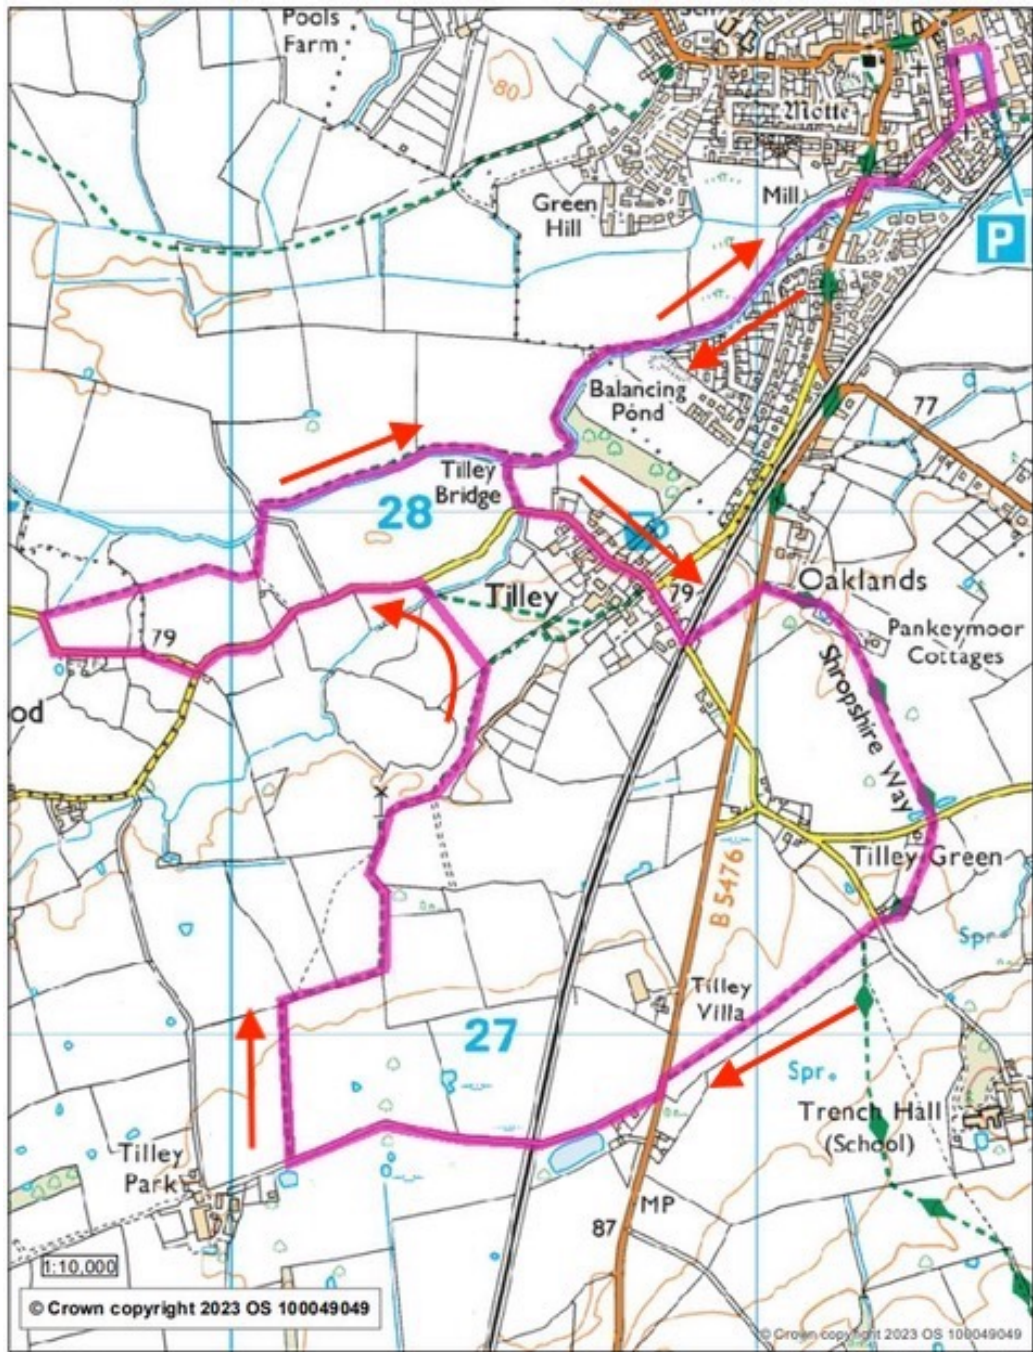 Pools
Farm
80
Motte
Mill
Green
Hill
P
Balancing
Pond
77
Tilley
Bridge
28
Tilley
79
Oaklands
Pankeymoor
Cottages
79
od
Shropshire Way
Tilley Green
B 5476
Spr
Tilley
Villa
27
Spr
Trench Hall
(School)
Tilley
Park
MP
87
1:10,000
© Crown copyright 2023 OS 100049049
© Crown copyright 2023 OS 100049049